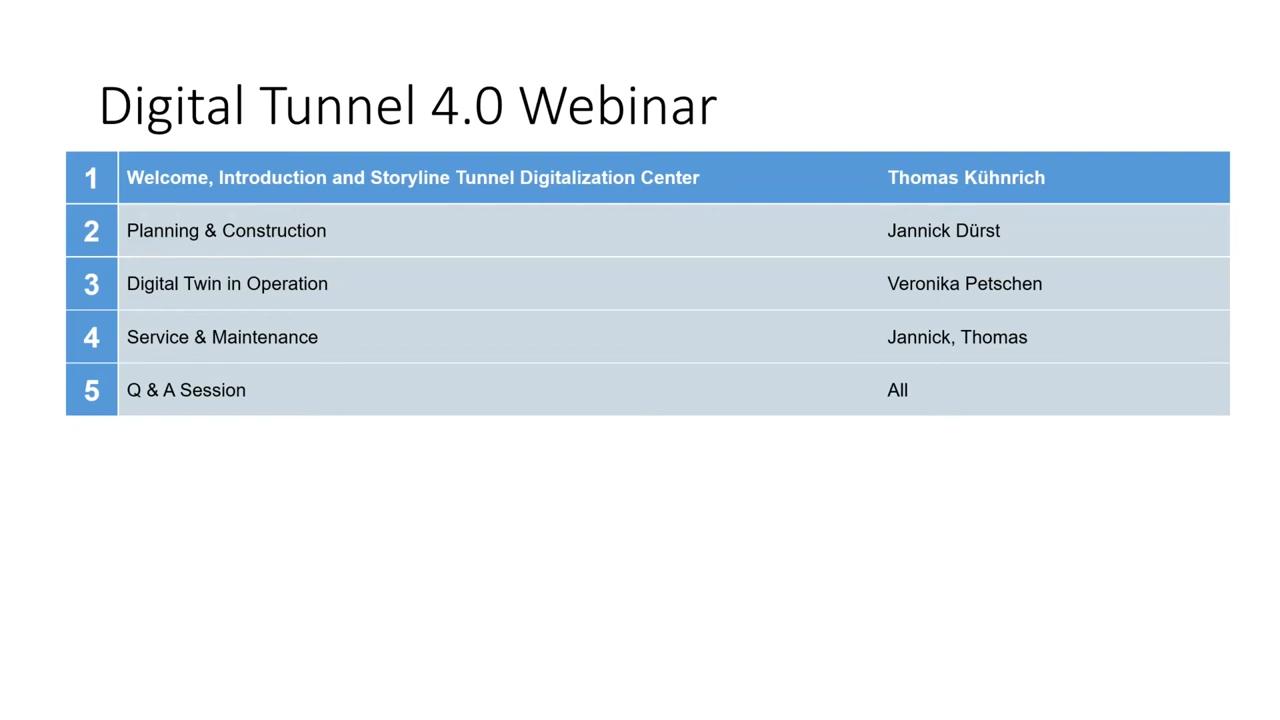 Digital Tunnel 4.0 Webinar
1 Welcome, Introduction and Storyline Tunnel Digitalization Center Thomas Kühnrich
2 Planning & Construction Jannick Dürst
3 Digital Twin in Operation Veronika Petschen
4 Service & Maintenance Jannick, Thomas
5 Q & A Session All